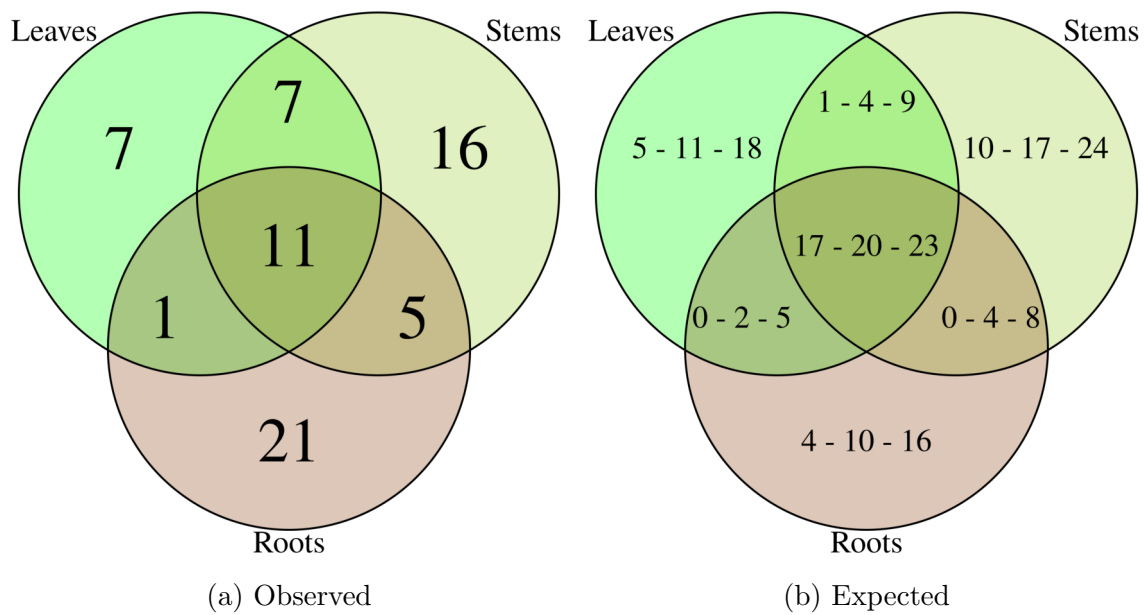 Leaves
Stems
7
7
16
11
1
5
21
Roots
(a) Observed
Leaves
Stems
1 - 4 - 9
5 - 11 - 18
10 - 17 - 24
17 - 20 - 23
0 - 2 - 5
0 - 4 - 8
4 - 10 - 16
Roots
(b) Expected